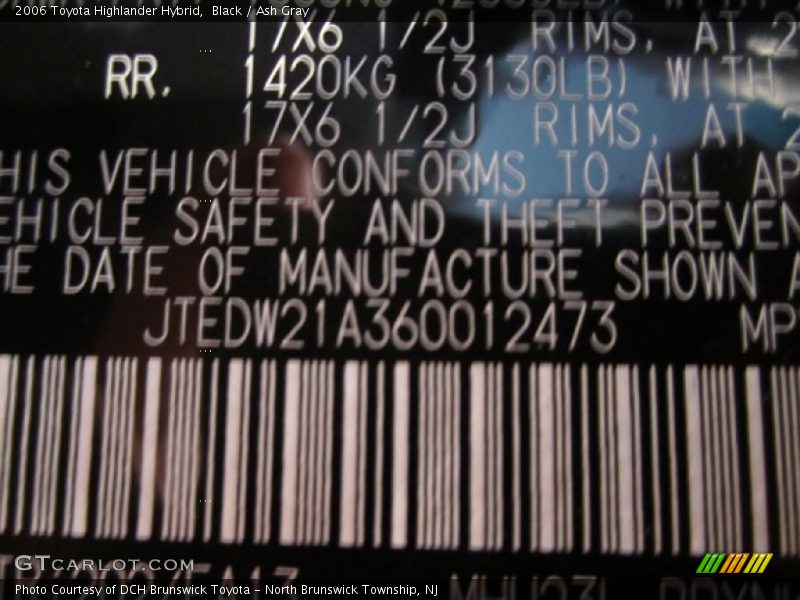 2006 Toyota Highlander Hybrid, Black / Ash Gray
17X6 1/2J RIMS, AT 2
RR. 1420KG (3130LB) WITH
17X6 1/2J RIMS, AT 2
HIS VEHICLE CONFORMS TO ALL AP
EHICLE SAFETY AND THEFT PREVEN
HE DATE OF MANUFACTURE SHOWN A
JTEDW21A360012473 MP
GTCARLOT.COM
Photo Courtesy of DCH Brunswick Toyota - North Brunswick Township, NJ